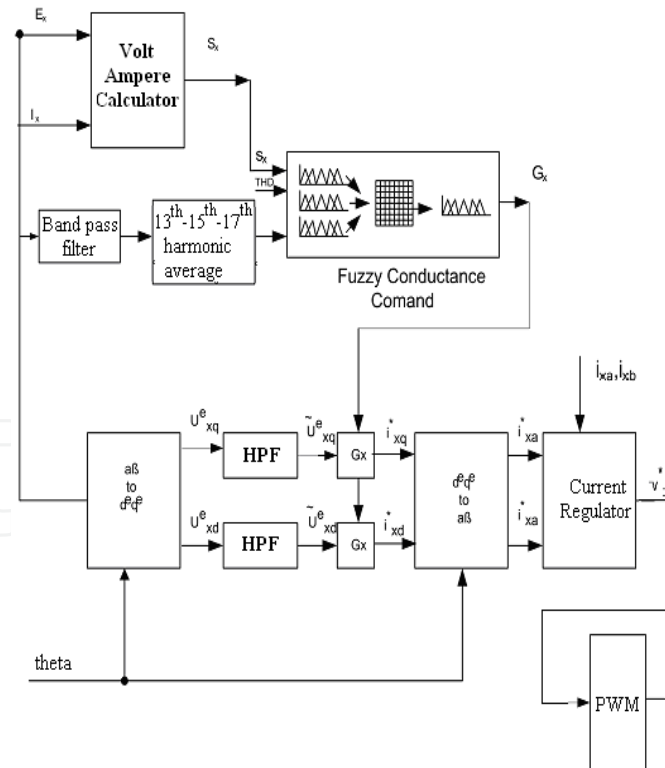 Eₓ
Volt
Ampere
Calculator
Sₓ
Iₓ
Sₓ
THD
Gₓ
Band pass
filter
13th-15th-17th
harmonic
average
Fuzzy Conductance
Comand
iₓₐ,iₓb
Uᵉxq
Ũᵉxq
i*xq
i*xa
HPF
Gx
aß
to
dᵉqᵉ
dᵉqᵉ
to
aß
Current
Regulator
Uᵉxd
Ũᵉxd
i*xd
i*xa
HPF
Gx
theta
PWM